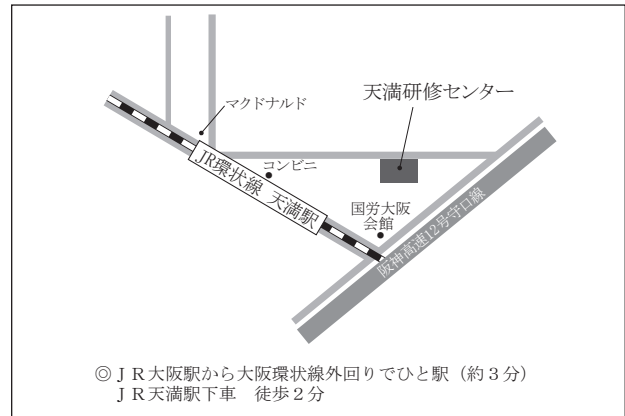 マクドナルド
天満研修センター
コンビニ
JR環状線 天満駅
国労大阪
会館
阪神高速12号守口線
◎ＪＲ大阪駅から大阪環状線外回りでひと駅（約３分）
ＪＲ天満駅下車　徒歩２分